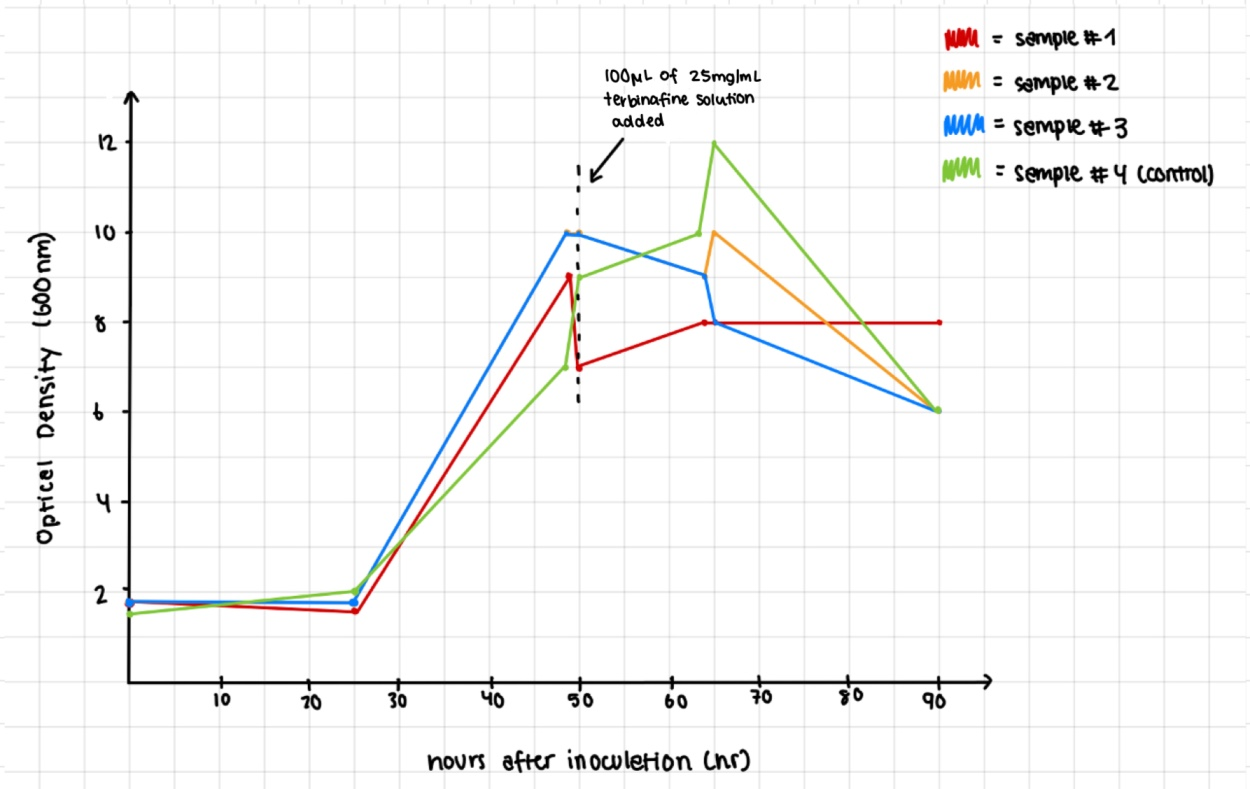 = sample #1
= sample #2
= sample #3
= sample #4 (control)
100μL of 25mg/mL
terbinafine solution
added
12
10
8
6
4
2
Optical Density (600nm)
10 20 30 40 50 60 70 80 90
hours after inoculation (hr)